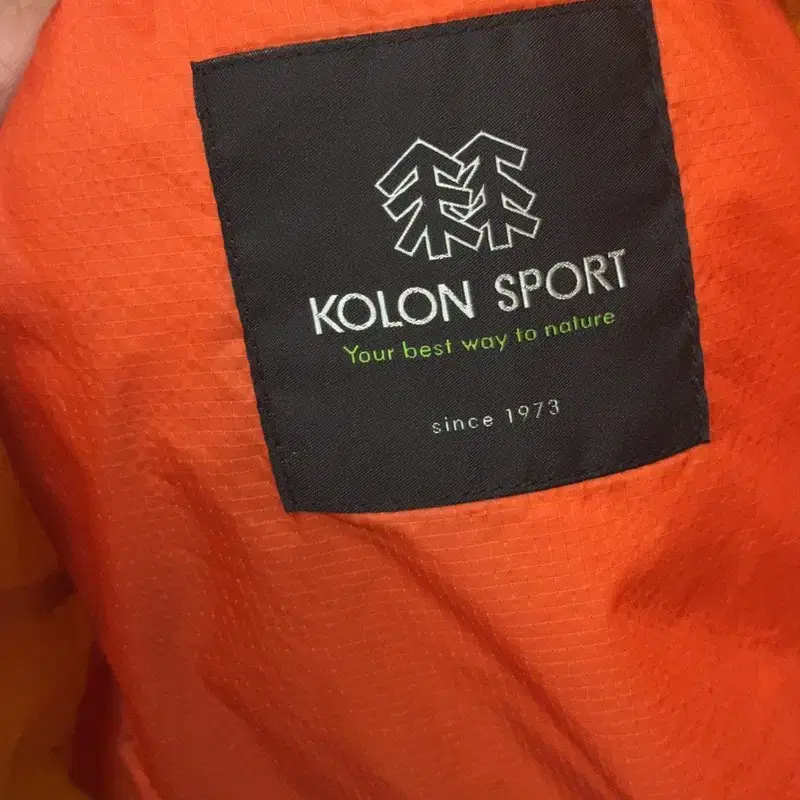 KOLON SPORT
Your best way to nature
since 1973